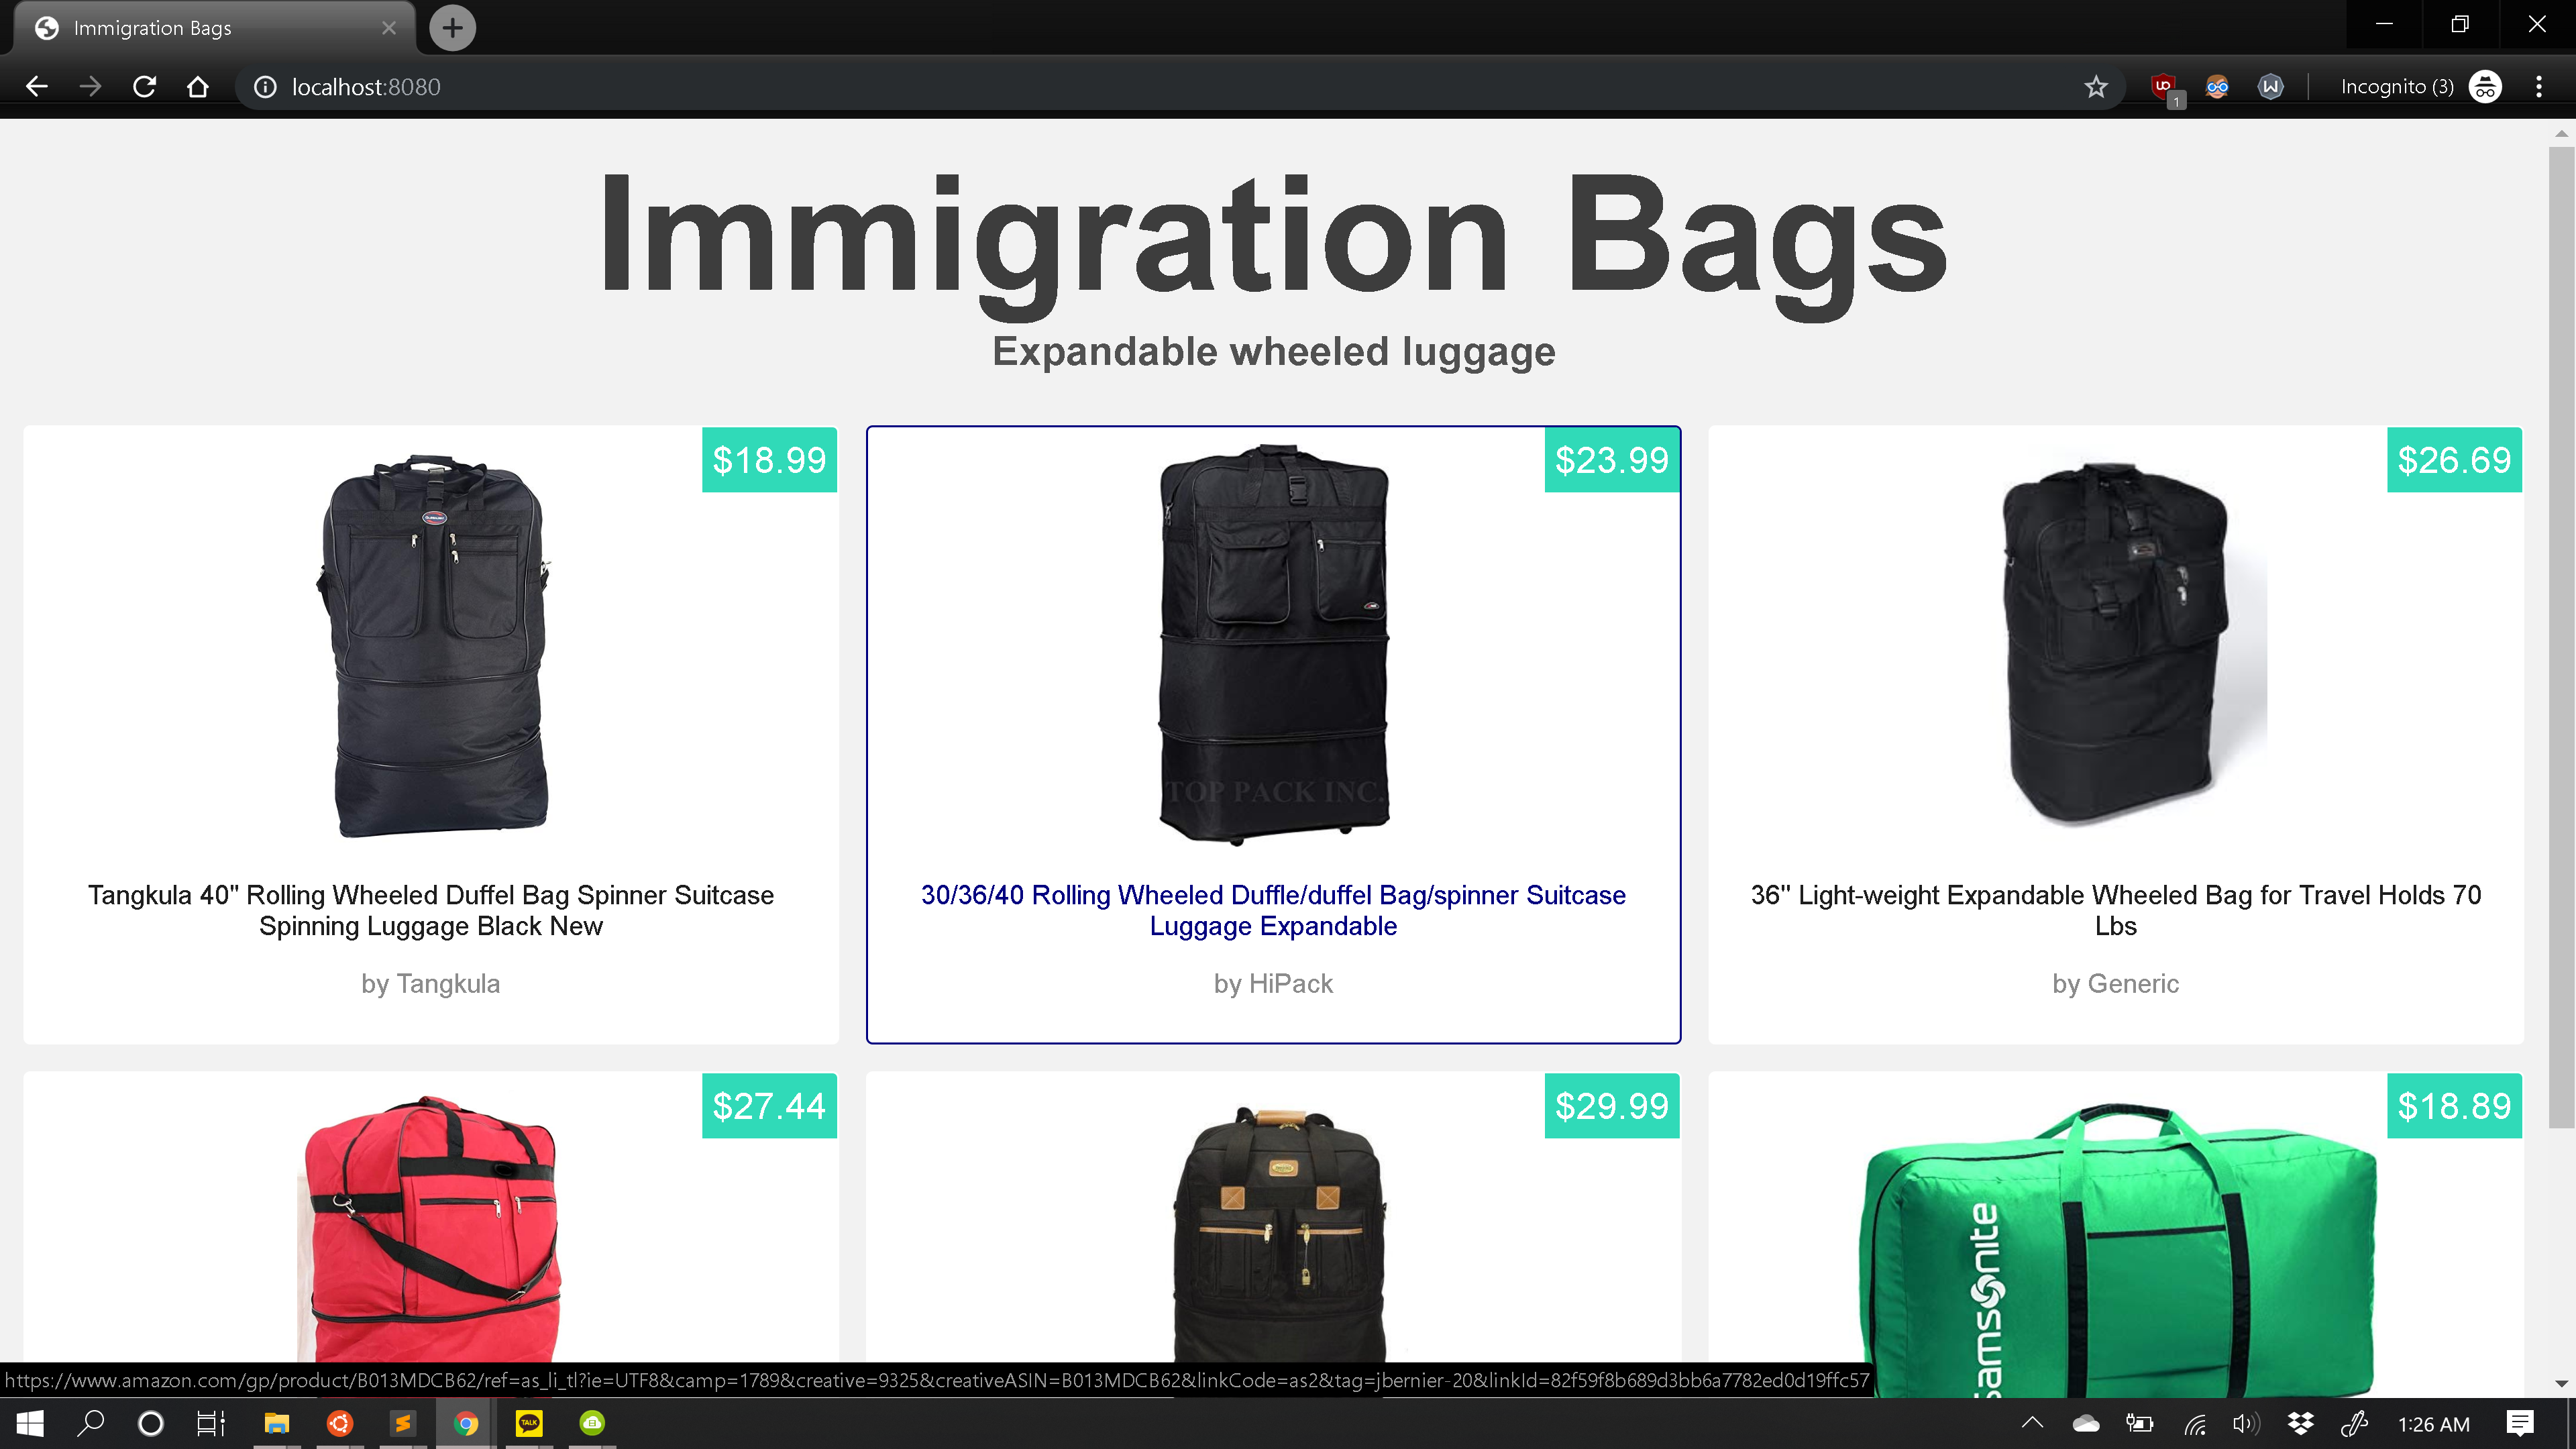 Immigration Bags
localhost:8080
1
Incognito (3)
Immigration Bags
Expandable wheeled luggage
$18.99
$23.99
$26.69
TOP PACK INC.
Tangkula 40" Rolling Wheeled Duffel Bag Spinner Suitcase
Spinning Luggage Black New
by Tangkula
30/36/40 Rolling Wheeled Duffle/duffel Bag/spinner Suitcase
Luggage Expandable
by HiPack
36" Light-weight Expandable Wheeled Bag for Travel Holds 70
Lbs
by Generic
$27.44
$29.99
$18.89
samsonite
https://www.amazon.com/gp/product/B013MDCB62/ref=as_li_tl?ie=UTF8&camp=1789&creative=9325&creativeASIN=B013MDCB62&linkCode=as2&tag=jbernier-20&linkId=82f59f8b689d3bb6a7782ed0d19ffc57
TALK
1:26 AM